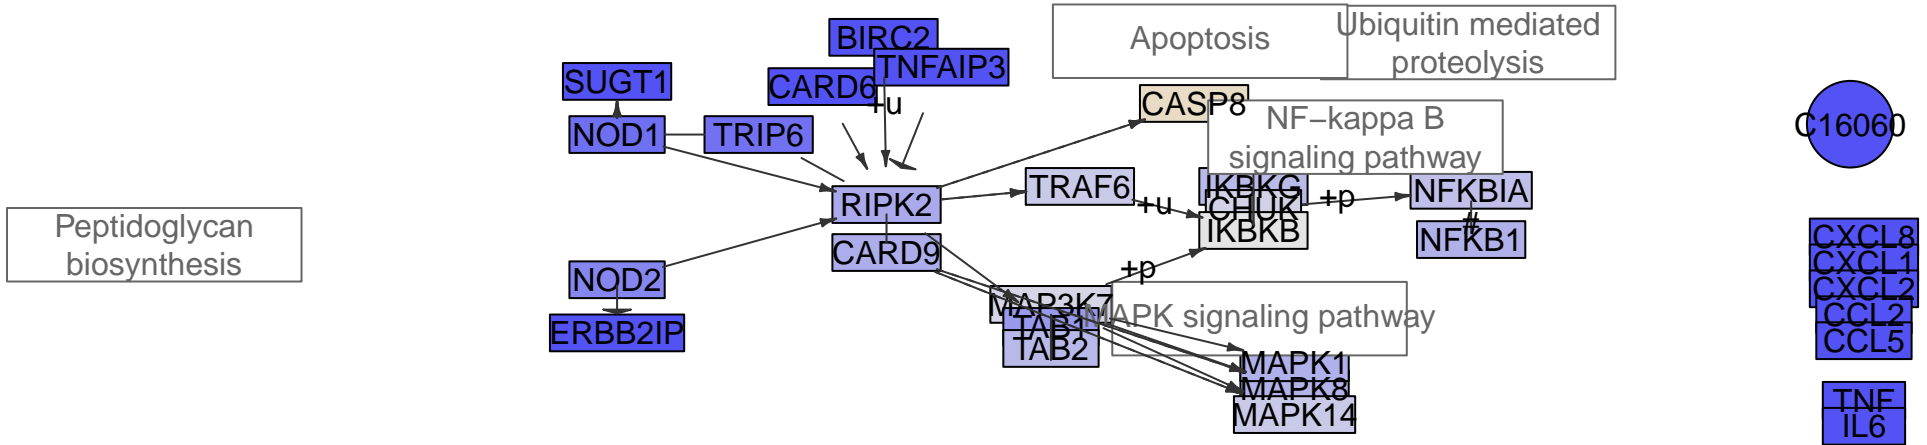 BIRC2
TNFAIP3
SUGT1
CARD6
+u
NOD1
TRIP6
Apoptosis
Ubiquitin mediated
proteolysis
CASP8
NF−kappa B
signaling pathway
C16060
RIPK2
TRAF6
+u
IKBKG
CHUK
IKBKB
+p
NFKBIA
#
NFKB1
Peptidoglycan
biosynthesis
CARD9
NOD2
ERBB2IP
+p
MAP3K7
TAB1
TAB2
MAPK signaling pathway
MAPK1
MAPK8
MAPK14
CXCL8
CXCL1
CXCL2
CCL2
CCL5
TNF
IL6